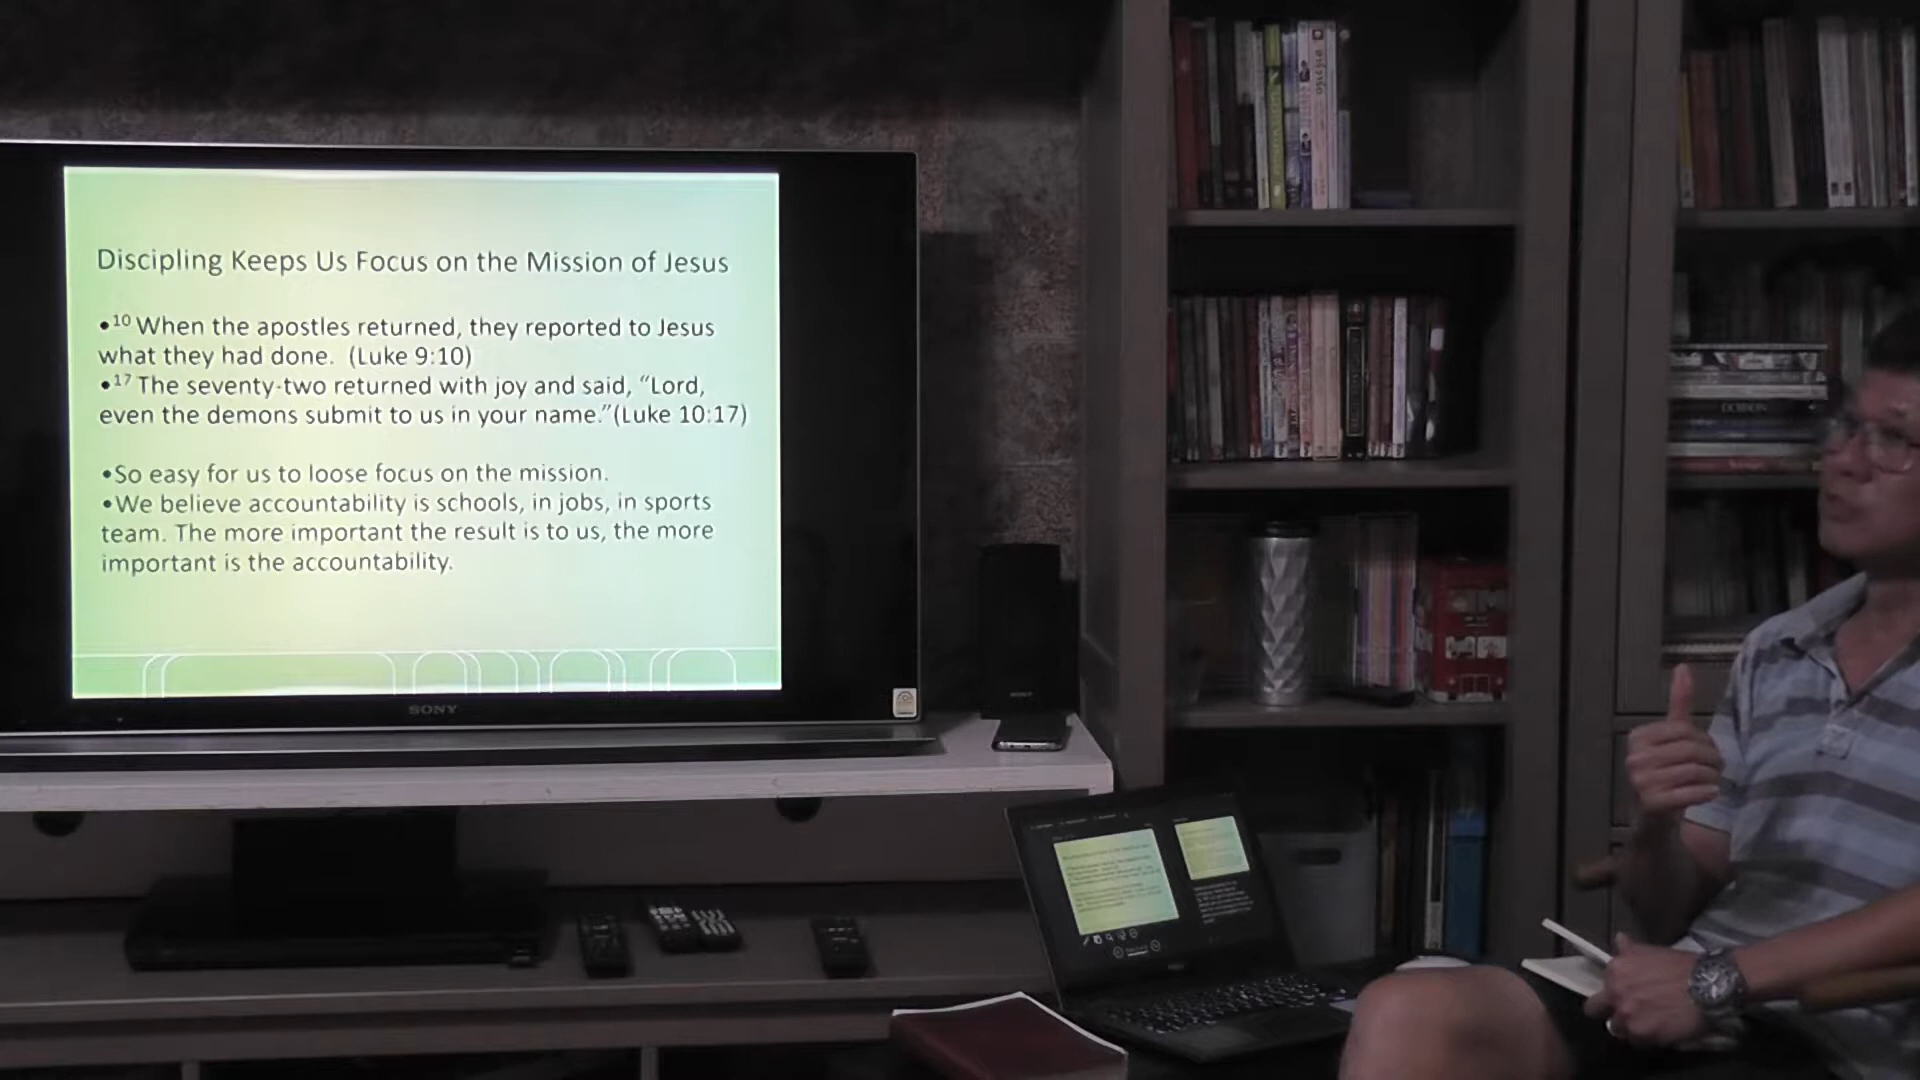 Discipling Keeps Us Focus on the Mission of Jesus
•10 When the apostles returned, they reported to Jesus
what they had done. (Luke 9:10)
•17 The seventy-two returned with joy and said, “Lord,
even the demons submit to us in your name.”(Luke 10:17)
•So easy for us to loose focus on the mission.
•We believe accountability is schools, in jobs, in sports
team. The more important the result is to us, the more
important is the accountability.
SONY
SONY